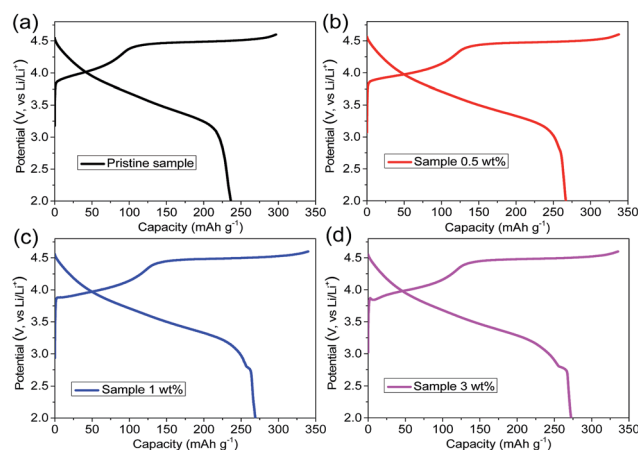 (a)
Potential (V, vs Li/Li⁺)
4.5
4.0
3.5
3.0
2.5
2.0
Pristine sample
0 50 100 150 200 250 300 350
Capacity (mAh g⁻¹)
(b)
Potential (V, vs Li/Li⁺)
4.5
4.0
3.5
3.0
2.5
2.0
Sample 0.5 wt%
0 50 100 150 200 250 300 350
Capacity (mAh g⁻¹)
(c)
Potential (V, vs Li/Li⁺)
4.5
4.0
3.5
3.0
2.5
2.0
Sample 1 wt%
0 50 100 150 200 250 300 350
Capacity (mAh g⁻¹)
(d)
Potential (V, vs Li/Li⁺)
4.5
4.0
3.5
3.0
2.5
2.0
Sample 3 wt%
0 50 100 150 200 250 300 350
Capacity (mAh g⁻¹)